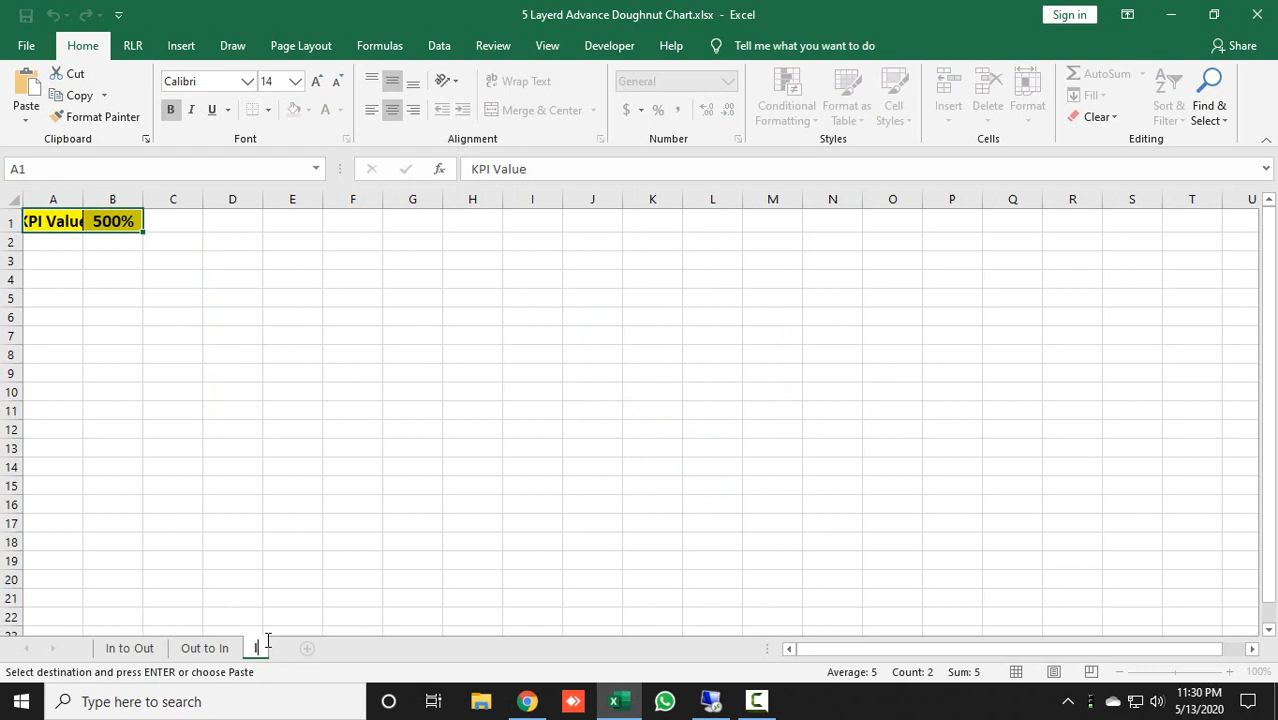 5 Layerd Advance Doughnut Chart.xlsx - Excel
Sign in
File Home RLR Insert Draw Page Layout Formulas Data Review View Developer Help Tell me what you want to do Share
Paste
Cut
Copy
Format Painter
Clipboard
Calibri 14
B I U
Font
Wrap Text
Merge & Center
Alignment
General
$ % ,
Number
Conditional Formatting
Format as Table
Cell Styles
Styles
Insert
Delete
Format
Cells
AutoSum
Fill
Clear
Sort & Filter
Find & Select
Editing
A1 fx KPI Value
A B C D E F G H I J K L M N O P Q R S T U
1 KPI Value 500%
2
3
4
5
6
7
8
9
10
11
12
13
14
15
16
17
18
19
20
21
22
23
In to Out Out to In I
Select destination and press ENTER or choose Paste Average: 5 Count: 2 Sum: 5 100%
Type here to search
11:30 PM
5/13/2020